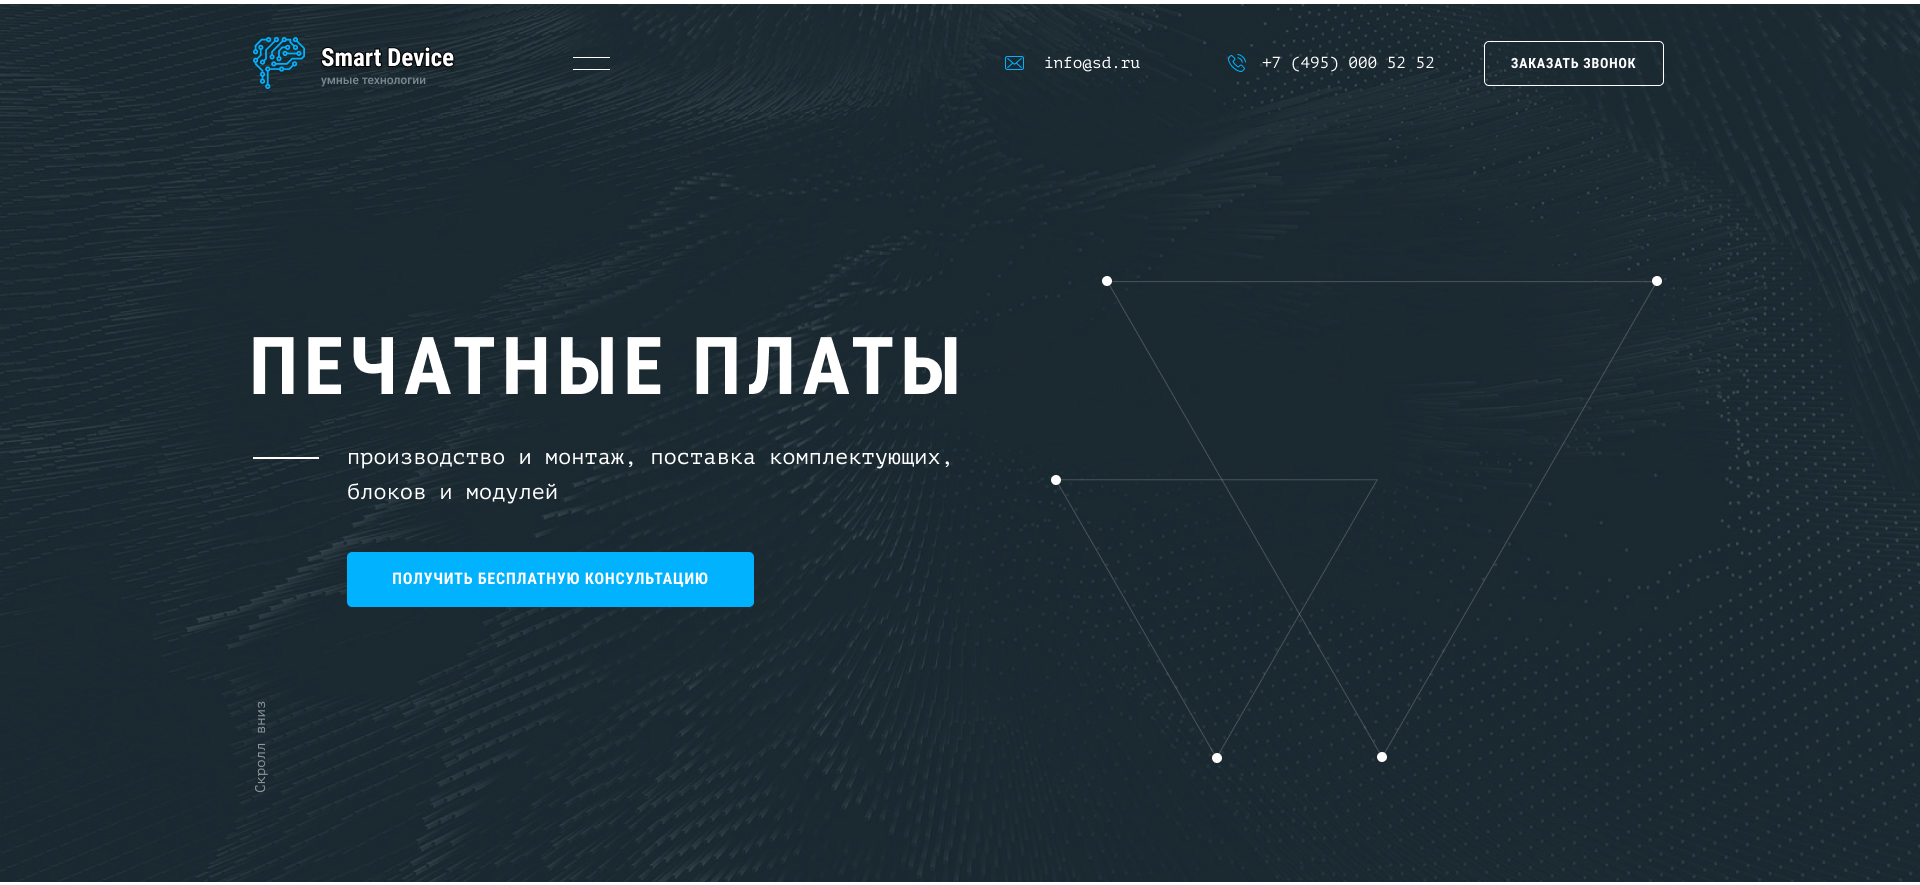 Smart Device
умные технологии
info@sd.ru
+7 (495) 000 52 52
ЗАКАЗАТЬ ЗВОНОК
ПЕЧАТНЫЕ ПЛАТЫ
производство и монтаж, поставка комплектующих,
блоков и модулей
ПОЛУЧИТЬ БЕСПЛАТНУЮ КОНСУЛЬТАЦИЮ
Скролл вниз